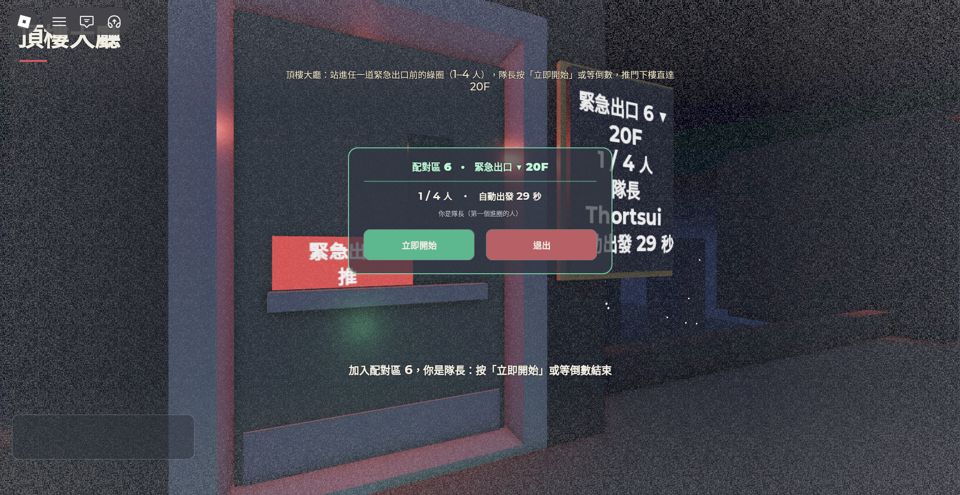 頂樓大廳
頂樓大廳：站進任一道緊急出口前的綠圈（1–4 人），隊長按「立即開始」或等倒數，推門下樓直達
20F
配對區 6 • 緊急出口 ▼ 20F
1 / 4 人 • 自動出發 29 秒
你是隊長（第一個進圈的人）
立即開始
退出
緊急出口 6 ▼
20F
1 / 4 人
隊長
Thortsui
動出發 29 秒
緊急出
推
加入配對區 6，你是隊長：按「立即開始」或等倒數結束